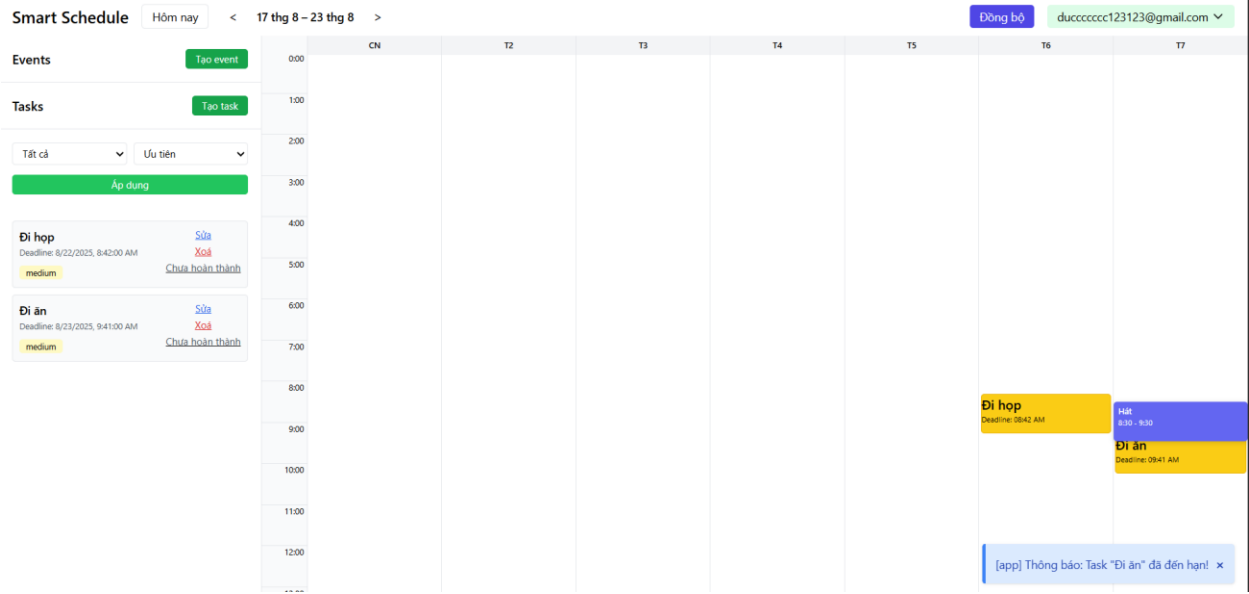 Smart Schedule Hôm nay < 17 thg 8 – 23 thg 8 > Đồng bộ duccccccc123123@gmail.com
Events Tạo event
Tasks Tạo task
Tất cả Ưu tiên
Áp dụng
Đi họp Sửa
Deadline: 8/22/2025, 8:42:00 AM Xoá
medium Chưa hoàn thành
Đi ăn Sửa
Deadline: 8/23/2025, 9:41:00 AM Xoá
medium Chưa hoàn thành
CN T2 T3 T4 T5 T6 T7
0:00
1:00
2:00
3:00
4:00
5:00
6:00
7:00
8:00
9:00
10:00
11:00
12:00
13:00
Đi họp
Deadline: 08:42 AM
Hát
8:30 - 9:30
Đi ăn
Deadline: 09:41 AM
[app] Thông báo: Task "Đi ăn" đã đến hạn! ×